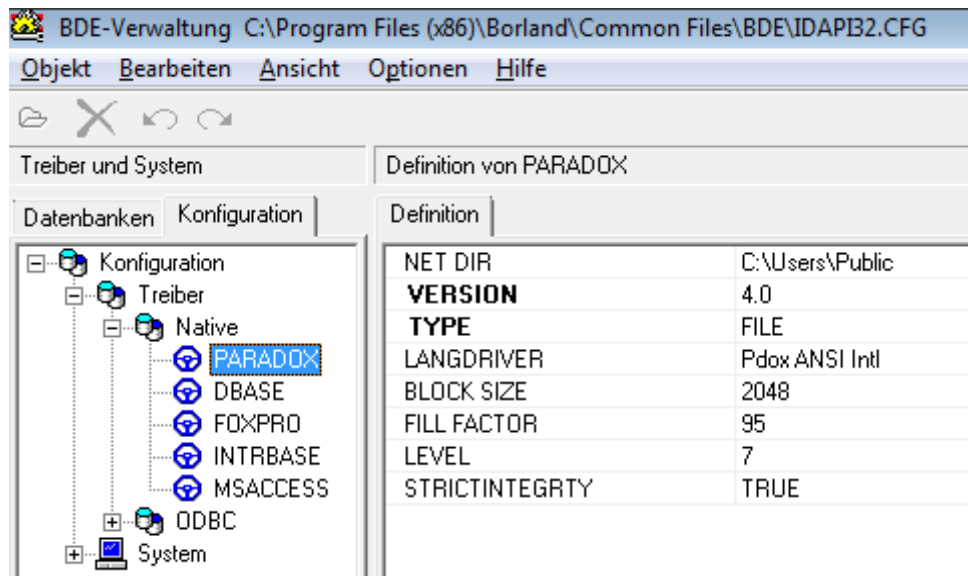 BDE-Verwaltung C:\Program Files (x86)\Borland\Common Files\BDE\IDAPI32.CFG
Objekt Bearbeiten Ansicht Optionen Hilfe
Treiber und System Definition von PARADOX
Datenbanken Konfiguration Definition
Konfiguration NET DIR C:\Users\Public
Treiber VERSION 4.0
Native TYPE FILE
PARADOX LANGDRIVER Pdox ANSI Intl
DBASE BLOCK SIZE 2048
FOXPRO FILL FACTOR 95
INTRBASE LEVEL 7
MSACCESS STRICTINTEGRTY TRUE
ODBC
System